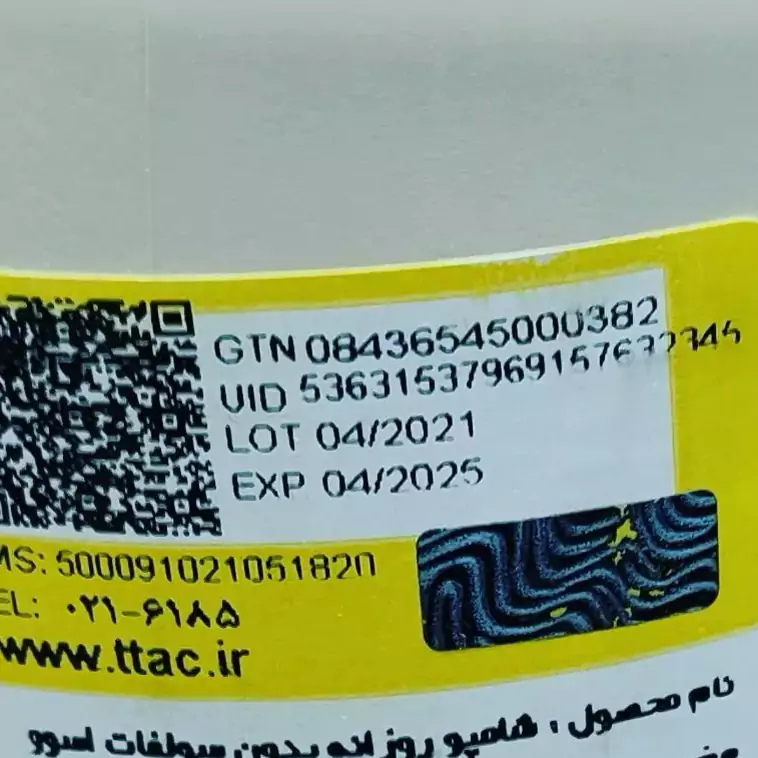 GTN 08436545000382
UID 53631537969157632345
LOT 04/2021
EXP 04/2025
MS: 500091021051820
EL: ۰۲۱-۶۱۸۵
www.ttac.ir
نام محصول : شامپو روزانه بدون سولفات اسوو